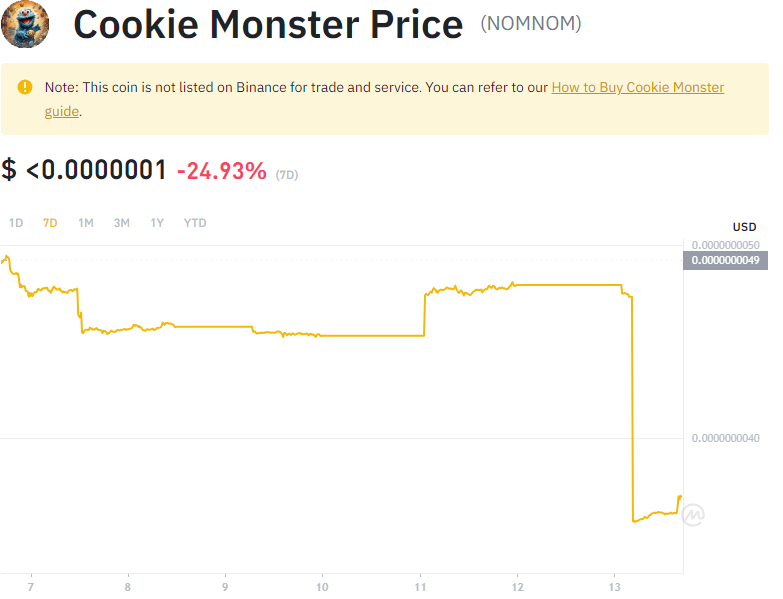 Cookie Monster Price (NOMNOM)
Note: This coin is not listed on Binance for trade and service. You can refer to our How to Buy Cookie Monster
guide.
$ <0.0000001 -24.93% (7D)
1D 7D 1M 3M 1Y YTD
USD
0.0000000050
0.0000000049
0.0000000040
7 8 9 10 11 12 13